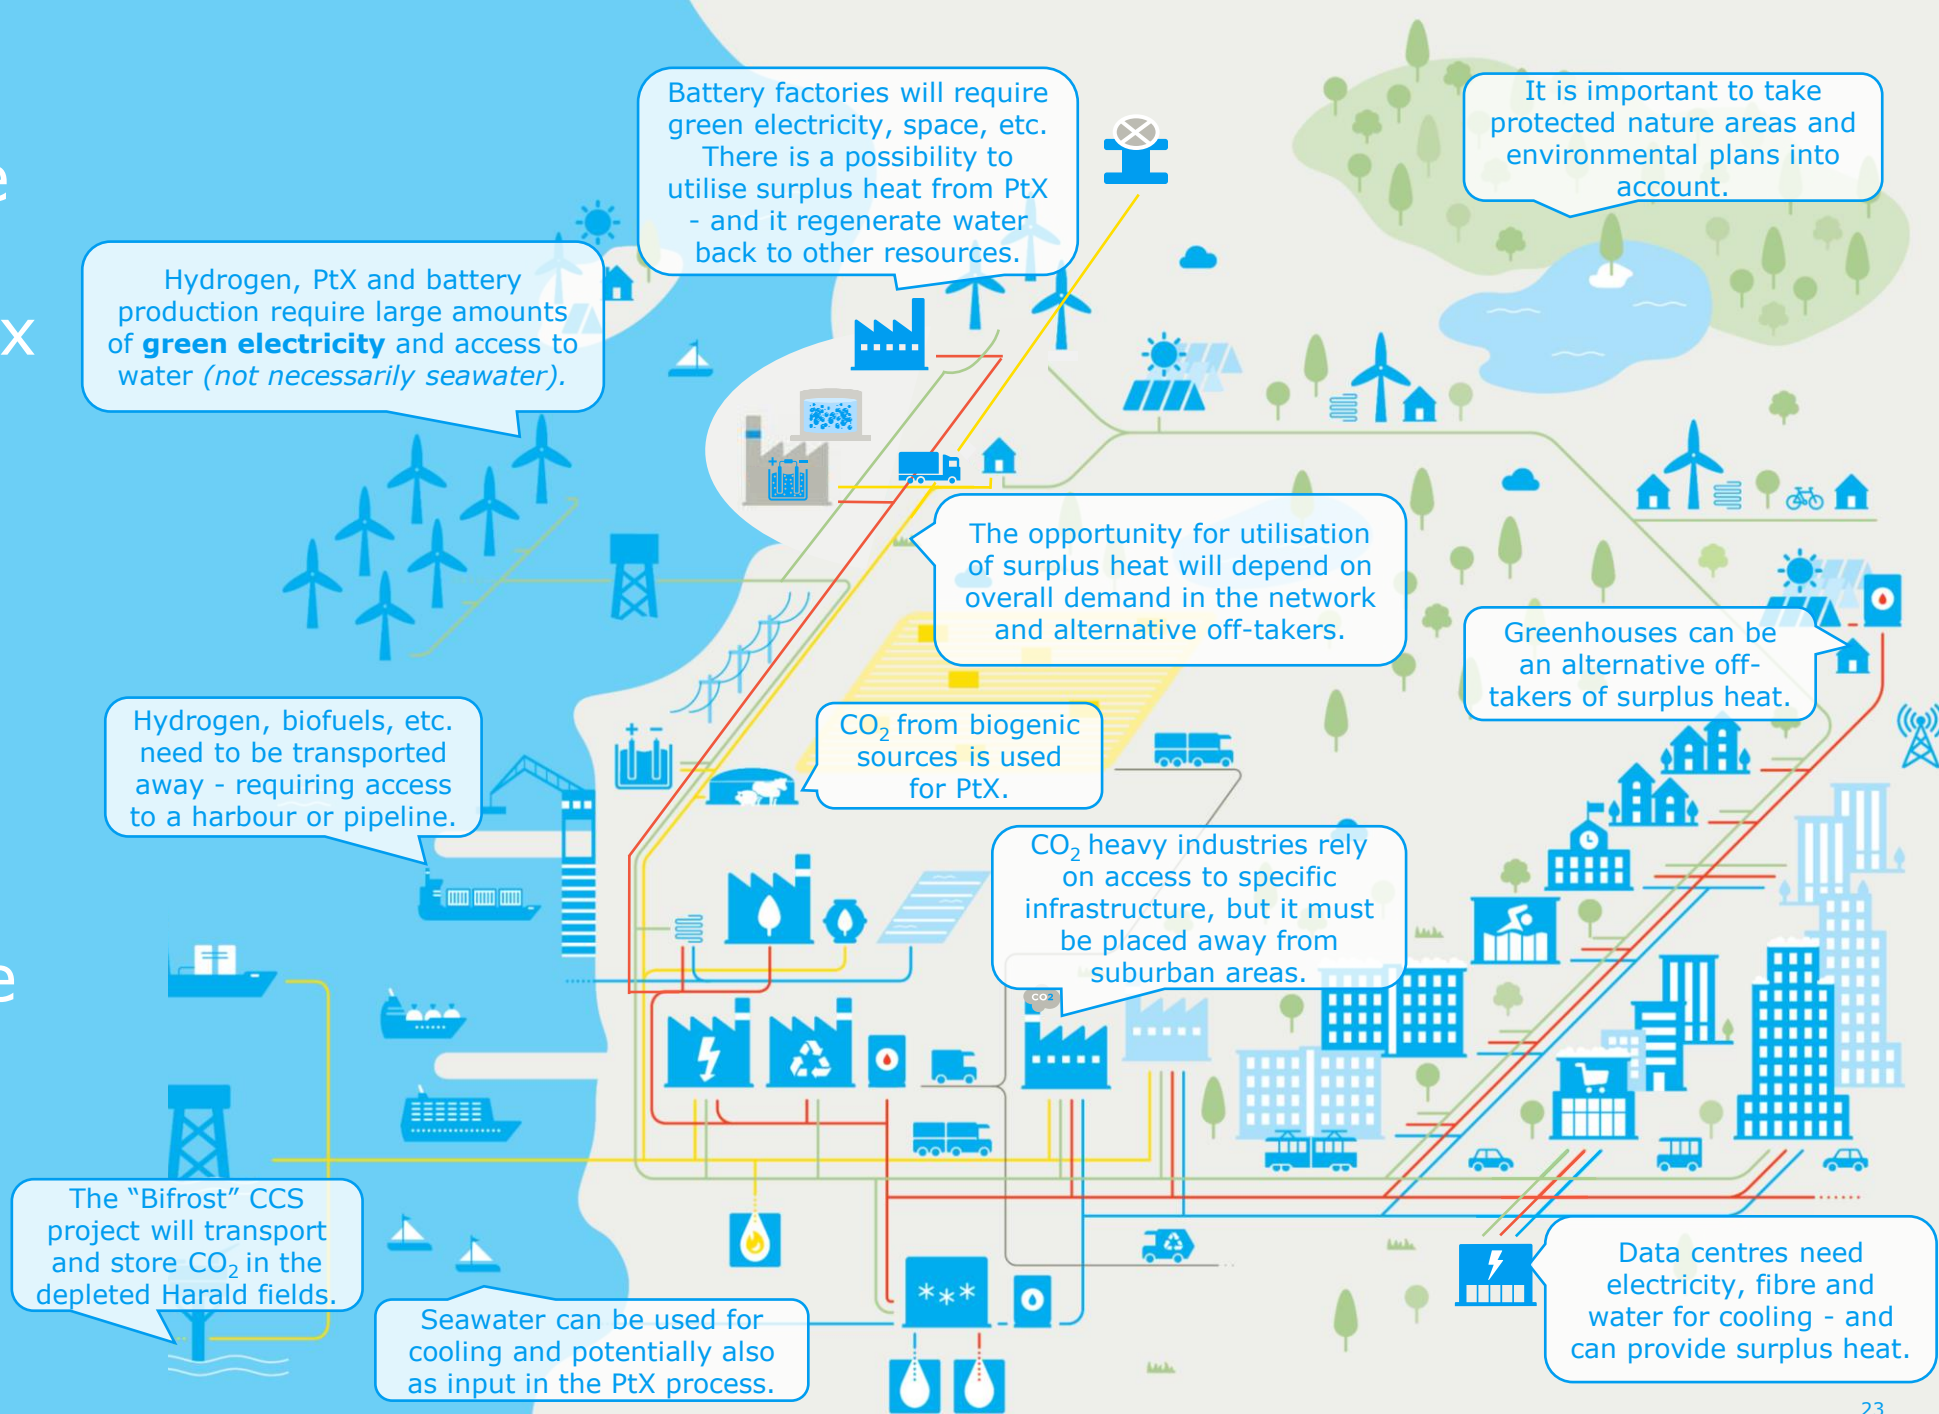 e
x
e
Battery factories will require
green electricity, space, etc.
There is a possibility to
utilise surplus heat from PtX
- and it regenerate water
back to other resources.
It is important to take
protected nature areas and
environmental plans into
account.
Hydrogen, PtX and battery
production require large amounts
of green electricity and access to
water (not necessarily seawater).
The opportunity for utilisation
of surplus heat will depend on
overall demand in the network
and alternative off-takers.
Greenhouses can be
an alternative off-
takers of surplus heat.
Hydrogen, biofuels, etc.
need to be transported
away - requiring access
to a harbour or pipeline.
CO2 from biogenic
sources is used
for PtX.
CO2 heavy industries rely
on access to specific
infrastructure, but it must
be placed away from
suburban areas.
CO2
The “Bifrost” CCS
project will transport
and store CO2 in the
depleted Harald fields.
Seawater can be used for
cooling and potentially also
as input in the PtX process.
Data centres need
electricity, fibre and
water for cooling - and
can provide surplus heat.
23